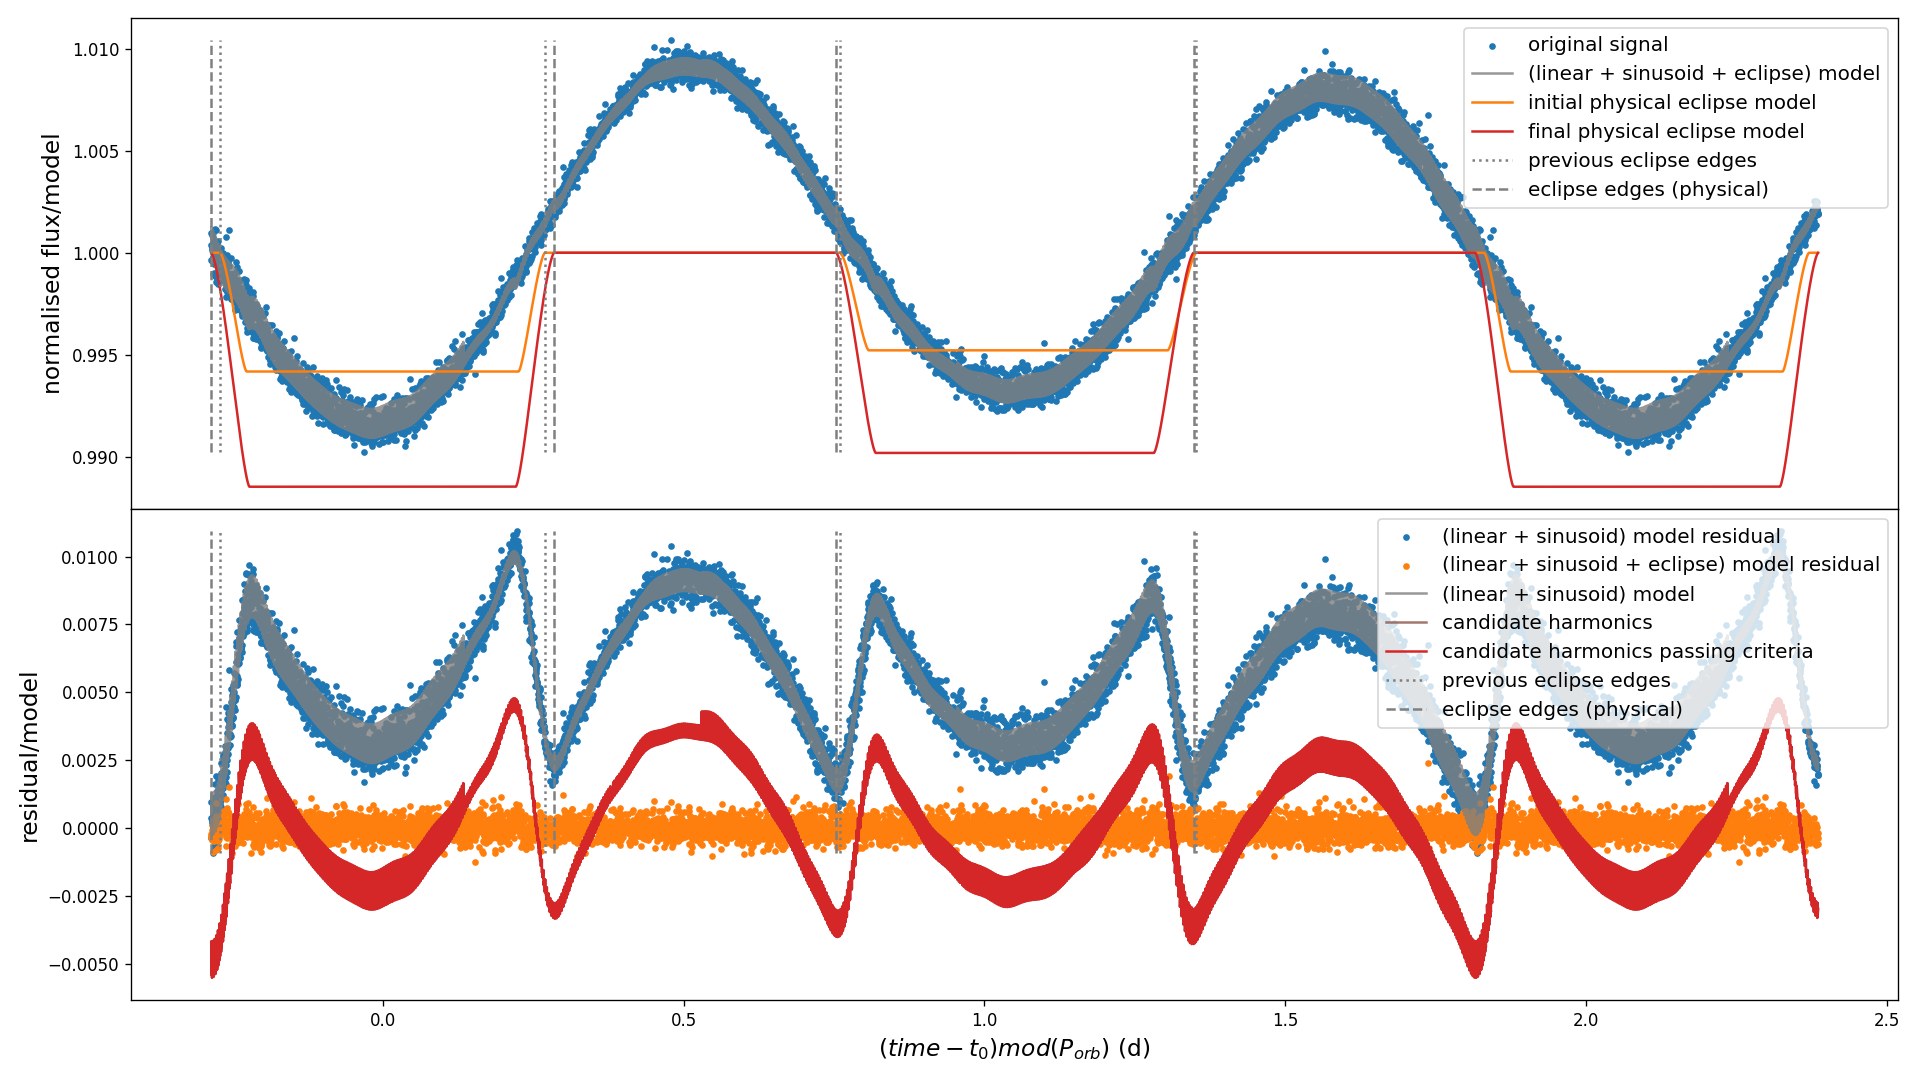 1.010
1.005
1.000
0.995
0.990
normalised flux/model
original signal
(linear + sinusoid + eclipse) model
initial physical eclipse model
final physical eclipse model
previous eclipse edges
eclipse edges (physical)
0.0100
0.0075
0.0050
0.0025
0.0000
−0.0025
−0.0050
residual/model
(linear + sinusoid) model residual
(linear + sinusoid + eclipse) model residual
(linear + sinusoid) model
candidate harmonics
candidate harmonics passing criteria
previous eclipse edges
eclipse edges (physical)
0.0 0.5 1.0 1.5 2.0 2.5
(time − t₀)mod(Pₒᵣb) (d)